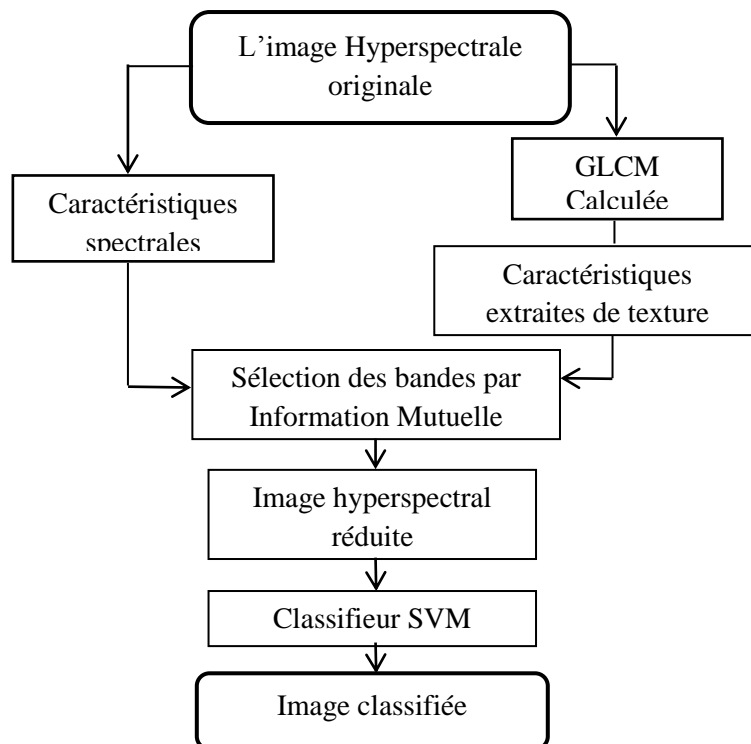 L’image Hyperspectrale
originale
GLCM
Calculée
Caractéristiques
spectrales
Caractéristiques
extraites de texture
Sélection des bandes par
Information Mutuelle
Image hyperspectral
réduite
Classifieur SVM
Image classifiée